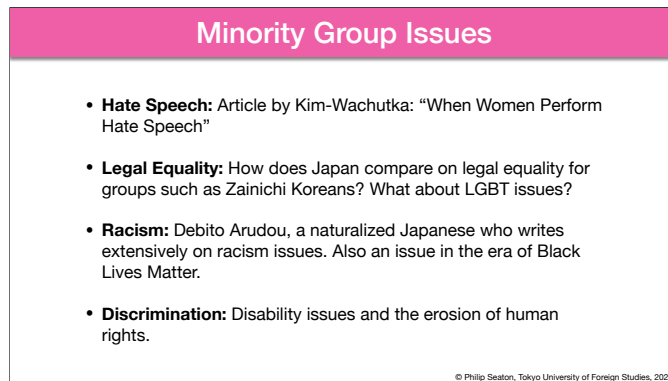 Minority Group Issues
• Hate Speech: Article by Kim-Wachutka: “When Women Perform
Hate Speech”
• Legal Equality: How does Japan compare on legal equality for
groups such as Zainichi Koreans? What about LGBT issues?
• Racism: Debito Arudou, a naturalized Japanese who writes
extensively on racism issues. Also an issue in the era of Black
Lives Matter.
• Discrimination: Disability issues and the erosion of human
rights.
© Philip Seaton, Tokyo University of Foreign Studies, 202